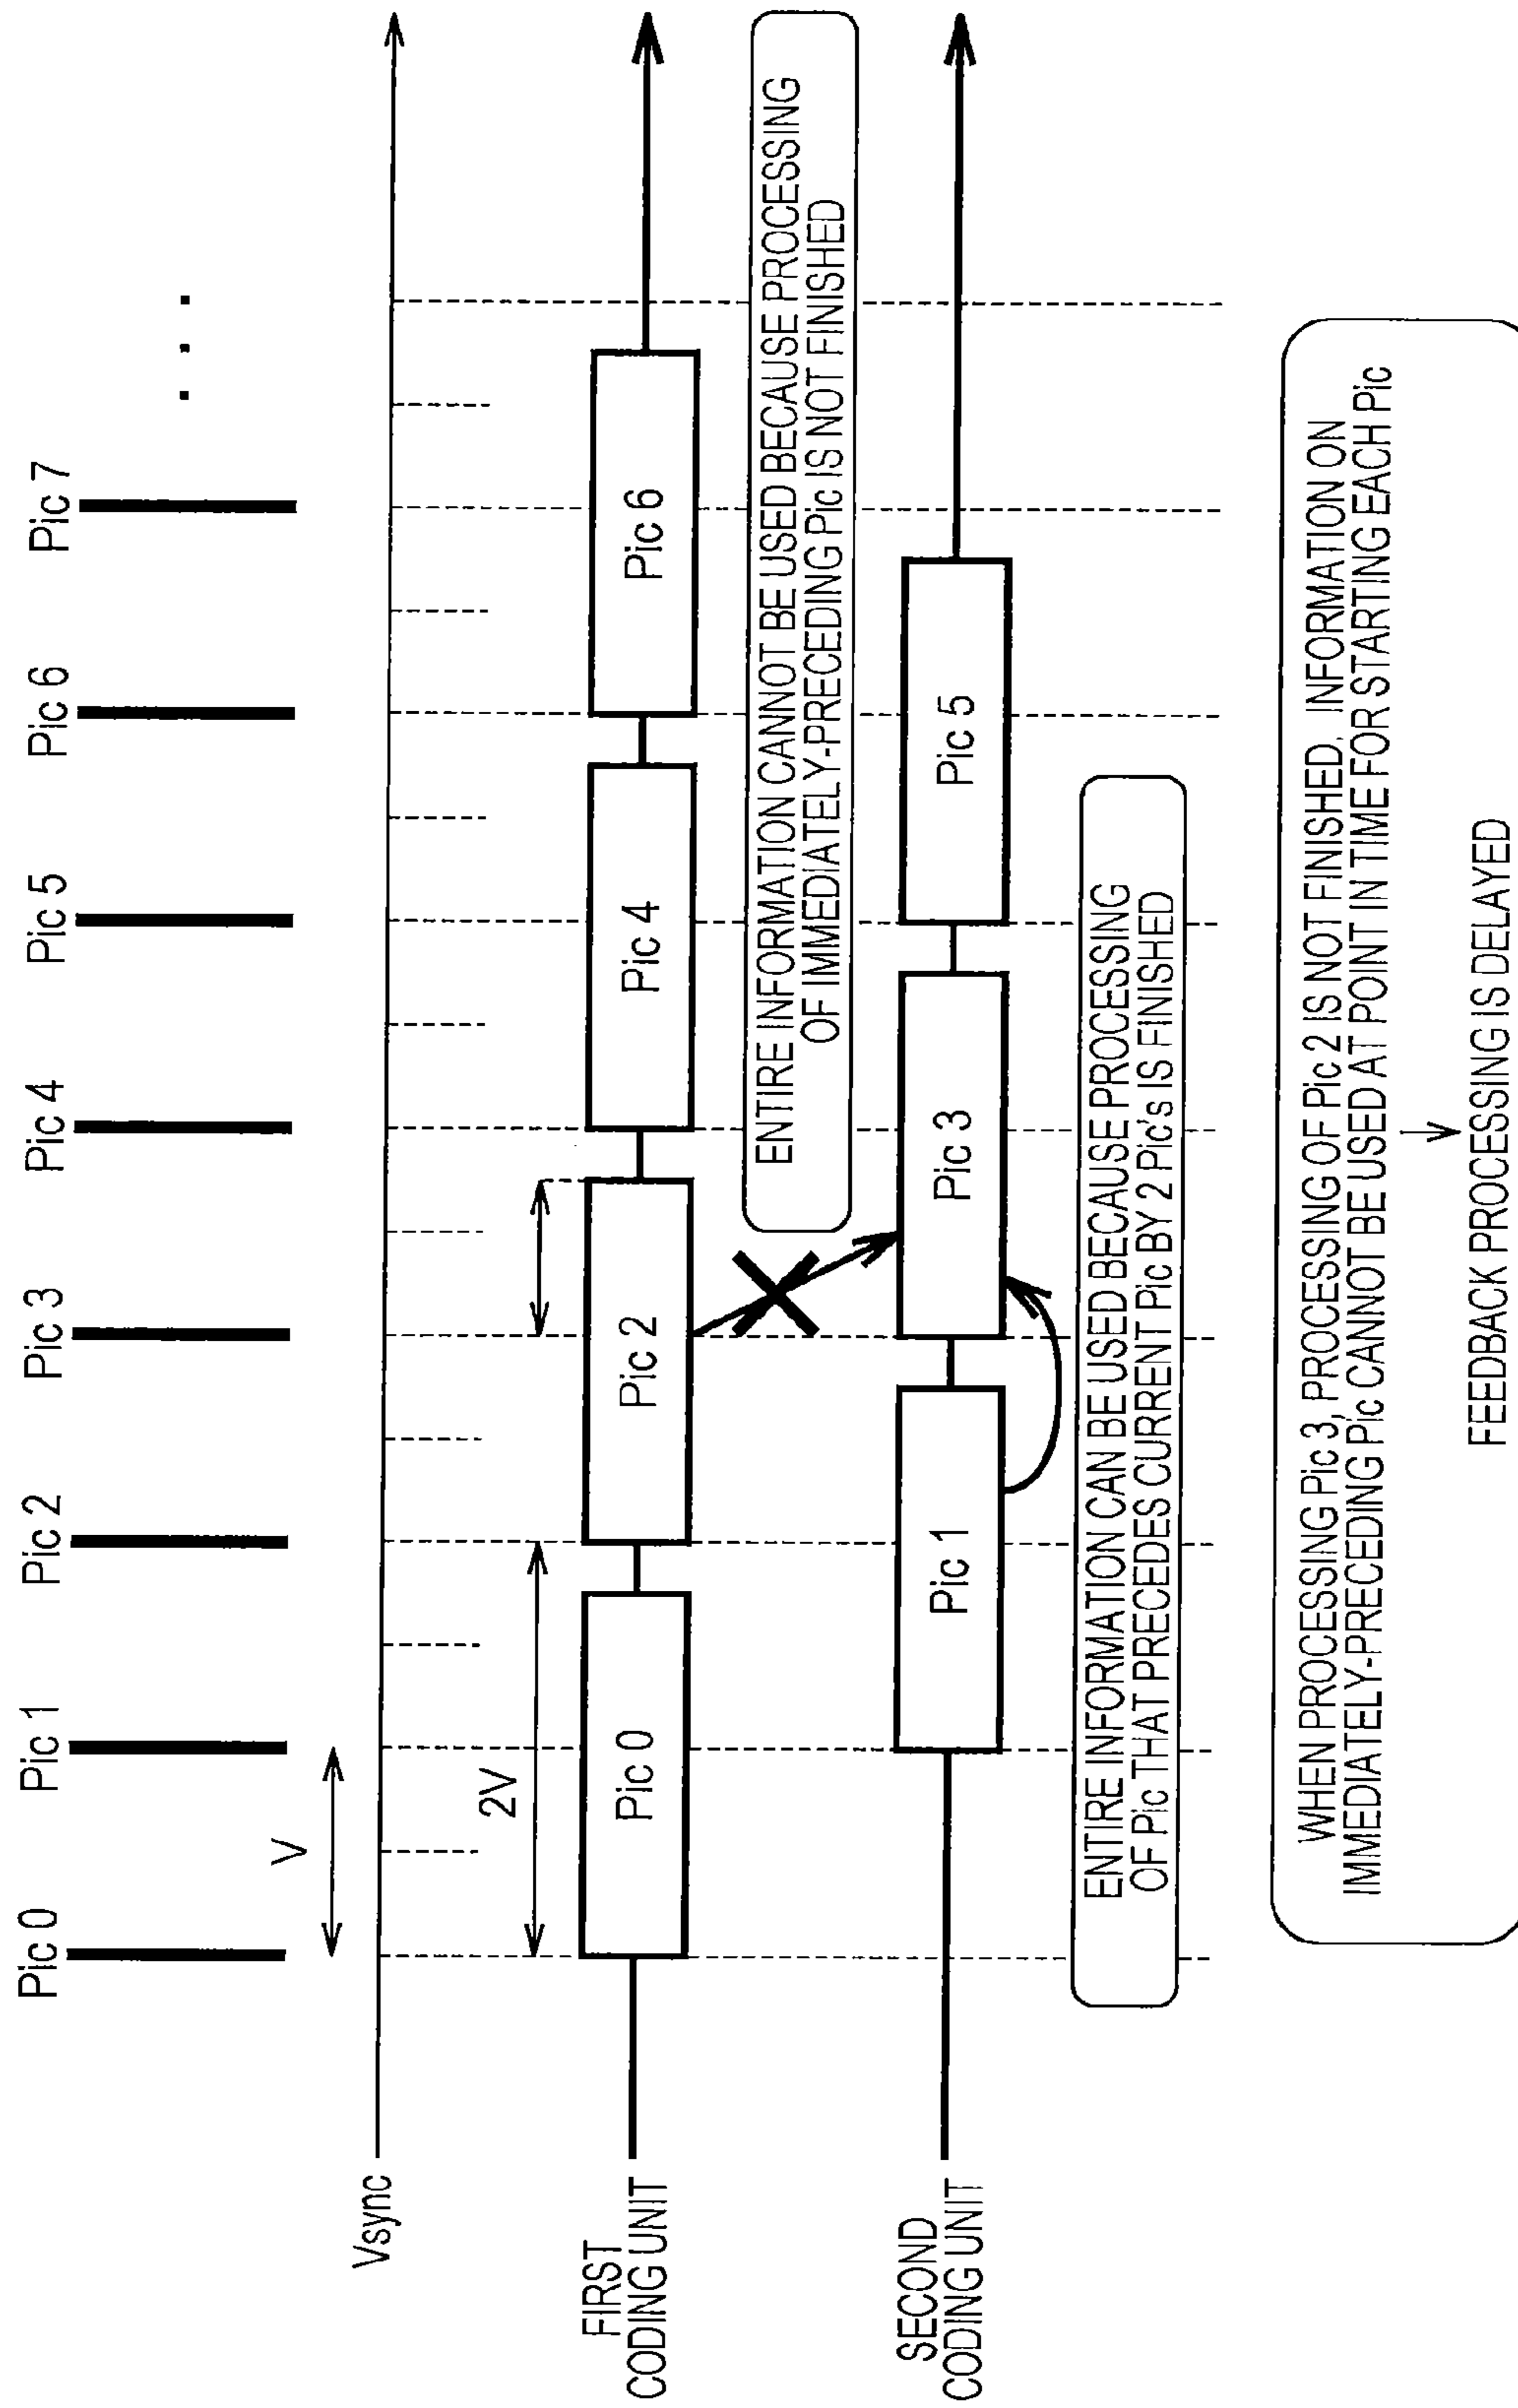 Pic 0
Pic 1
Pic 2
Pic 3
Pic 4
Pic 5
Pic 6
Pic 7
. . .
V
Vsync
2V
FIRST
CODING UNIT
Pic 0
Pic 2
Pic 4
Pic 6
ENTIRE INFORMATION CANNOT BE USED BECAUSE PROCESSING
OF IMMEDIATELY-PRECEDING Pic IS NOT FINISHED
SECOND
CODING UNIT
Pic 1
Pic 3
Pic 5
ENTIRE INFORMATION CAN BE USED BECAUSE PROCESSING
OF Pic THAT PRECEDES CURRENT Pic BY 2 Pic's IS FINISHED
WHEN PROCESSING Pic 3, PROCESSING OF Pic 2 IS NOT FINISHED. INFORMATION ON
IMMEDIATELY-PRECEDING Pic CANNOT BE USED AT POINT IN TIME FOR STARTING EACH Pic
FEEDBACK PROCESSING IS DELAYED